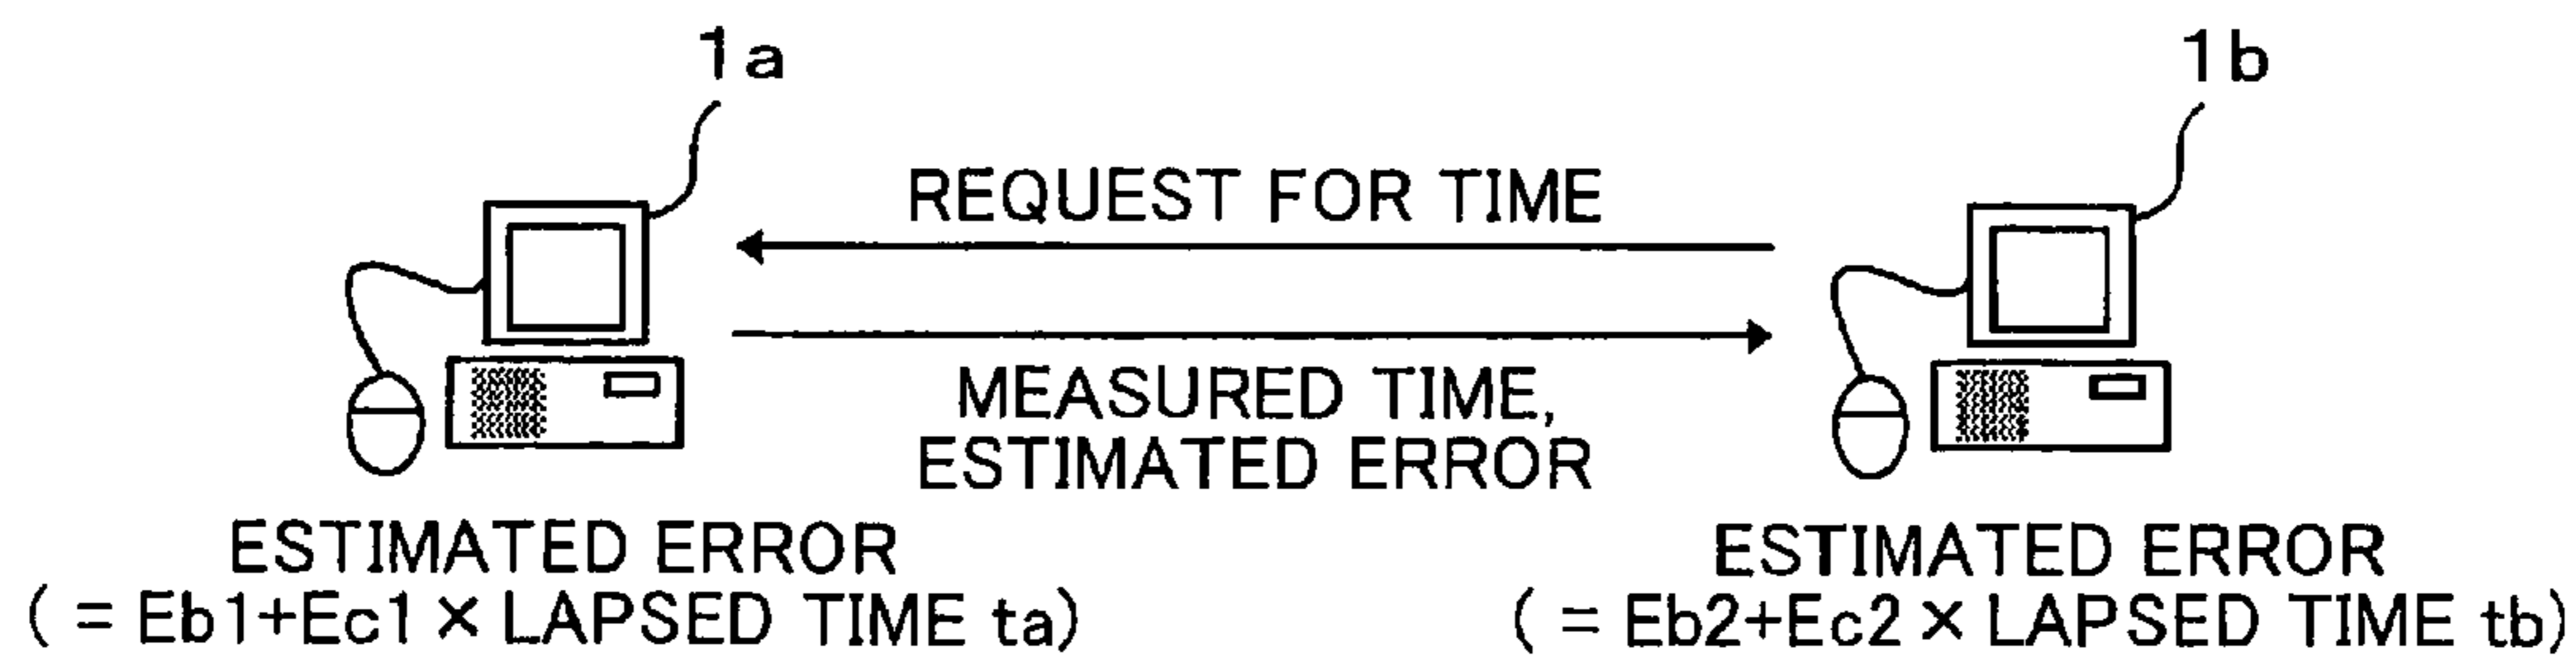 1a
1b
REQUEST FOR TIME
MEASURED TIME,
ESTIMATED ERROR
ESTIMATED ERROR
( = Eb1+Ec1 × LAPSED TIME ta)
ESTIMATED ERROR
( = Eb2+Ec2 × LAPSED TIME tb)